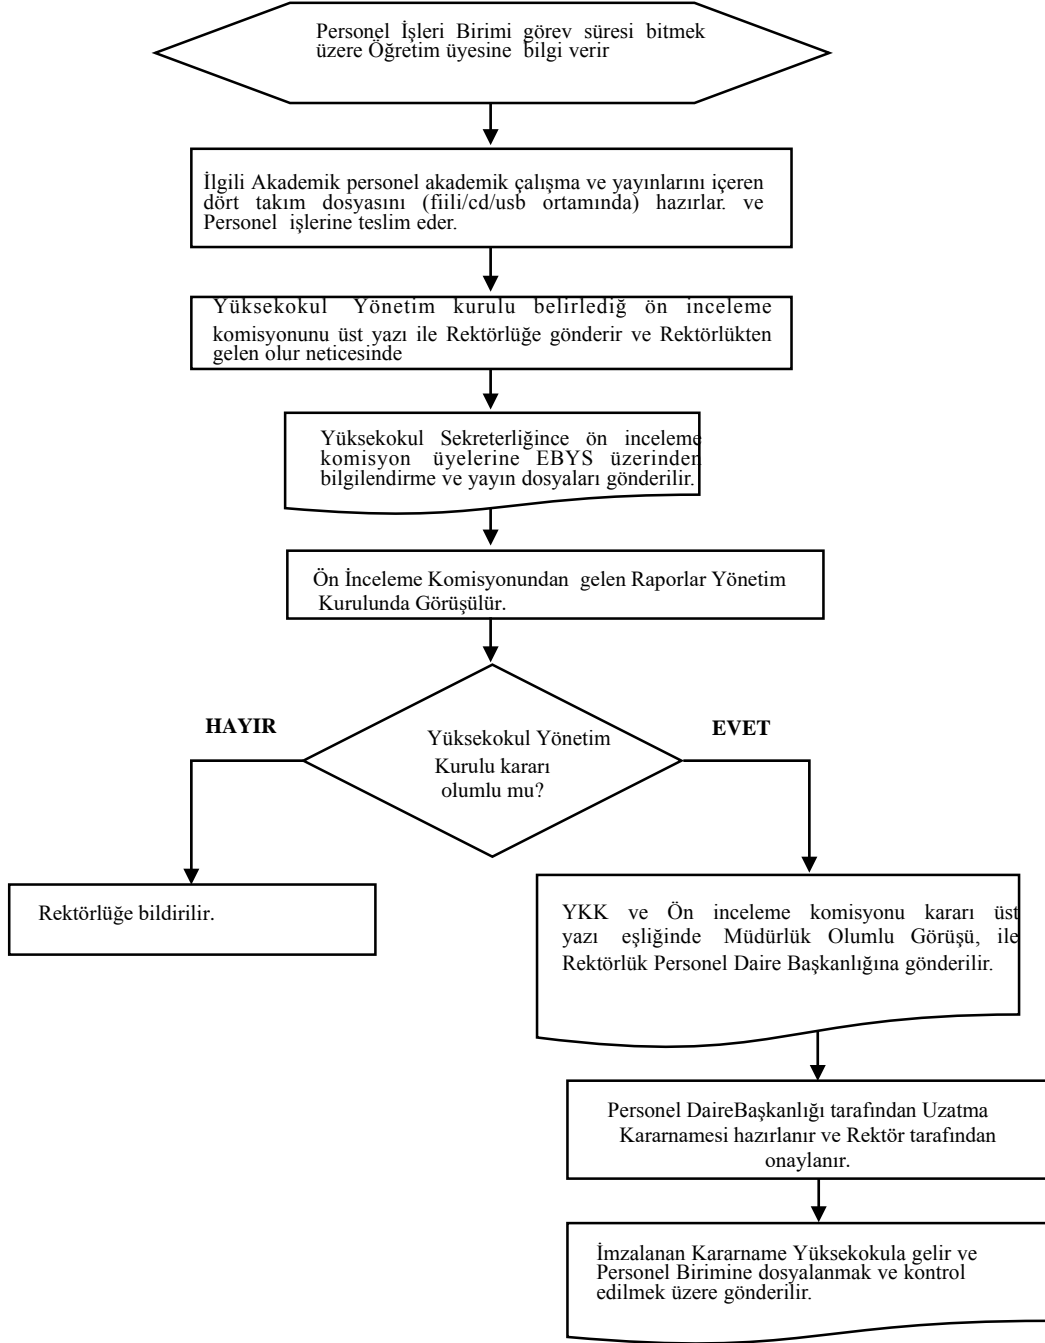 Personel İşleri Birimi görev süresi bitmek
üzere Öğretim üyesine bilgi verir
İlgili Akademik personel akademik çalışma ve yayınlarını içeren
dört takım dosyasını (fiili/cd/usb ortamında) hazırlar. ve
Personel işlerine teslim eder.
Yüksekokul Yönetim kurulu belirlediğ ön inceleme
komisyonunu üst yazı ile Rektörlüğe gönderir ve Rektörlükten
gelen olur neticesinde
Yüksekokul Sekreterliğince ön inceleme
komisyon üyelerine EBYS üzerinden
bilgilendirme ve yayın dosyaları gönderilir.
Ön İnceleme Komisyonundan gelen Raporlar Yönetim
Kurulunda Görüşülür.
HAYIR
EVET
Yüksekokul Yönetim
Kurulu kararı
olumlu mu?
Rektörlüğe bildirilir.
YKK ve Ön inceleme komisyonu kararı üst
yazı eşliğinde Müdürlük Olumlu Görüşü, ile
Rektörlük Personel Daire Başkanlığına gönderilir.
Personel DaireBaşkanlığı tarafından Uzatma
Kararnamesi hazırlanır ve Rektör tarafından
onaylanır.
İmzalanan Kararname Yüksekokula gelir ve
Personel Birimine dosyalanmak ve kontrol
edilmek üzere gönderilir.